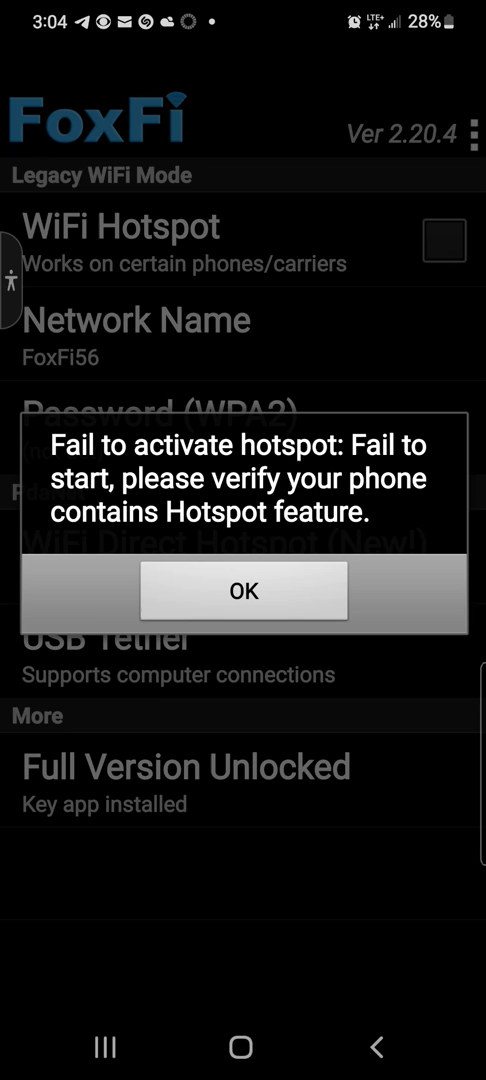 3:04
LTE+
28%
FoxFi
Ver 2.20.4
Legacy WiFi Mode
WiFi Hotspot
Works on certain phones/carriers
Network Name
FoxFi56
Password (WPA2)
Fail to activate hotspot: Fail to
start, please verify your phone
contains Hotspot feature.
WiFi Direct Hotspot (New!)
OK
USB Tether
Supports computer connections
More
Full Version Unlocked
Key app installed